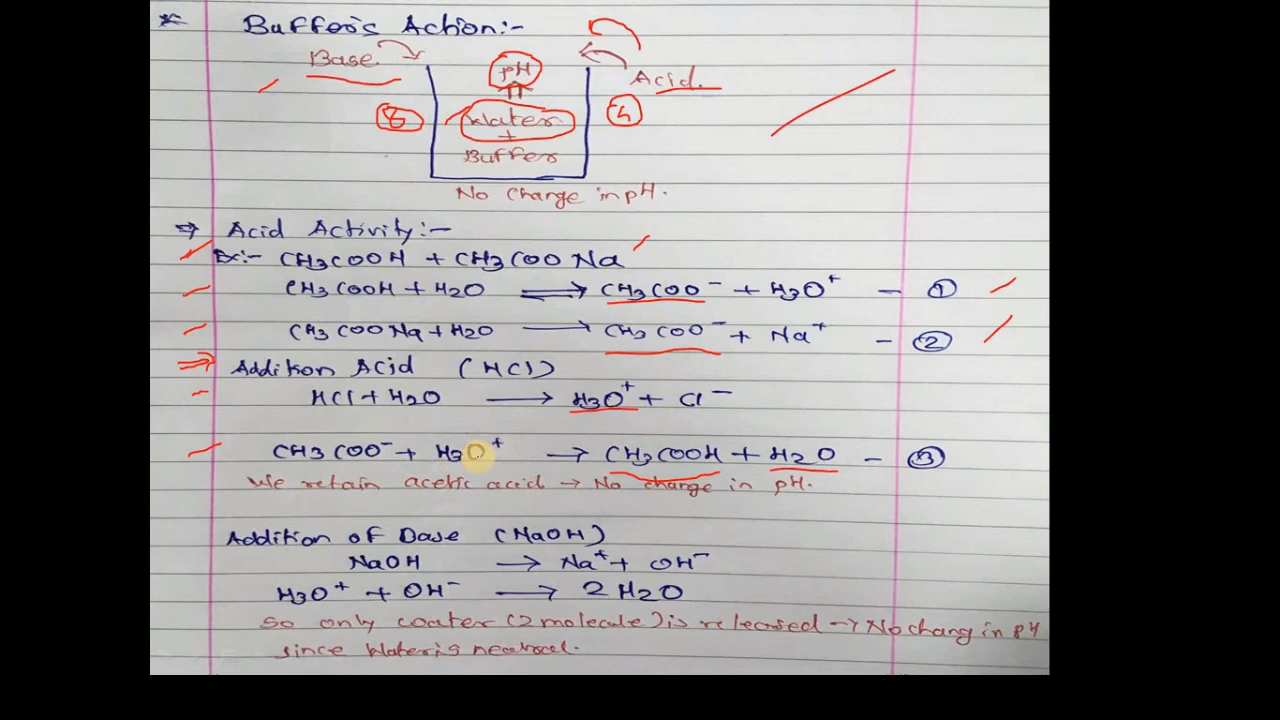 * Buffer's Action:-
Base
pH
Acid.
8
Water
4
+
Buffer
No change in pH.
⇒ Acid Activity:-
Ex:- CH3COOH + CH3COONa
CH3COOH + H2O ⇌ CH3COO⁻ + H3O⁺ - ①
CH3COONa + H2O → CH3COO⁻ + Na⁺ - ②
⇒ Addition Acid (HCl)
HCl + H2O → H3O⁺ + Cl⁻
CH3COO⁻ + H3O⁺ → CH3COOH + H2O - ③
We retain acetic acid → No change in pH.
Addition of Base (NaOH)
NaOH → Na⁺ + OH⁻
H3O⁺ + OH⁻ → 2H2O
So only water (2 molecule) is released → No chang in pH
since Water is neutral.